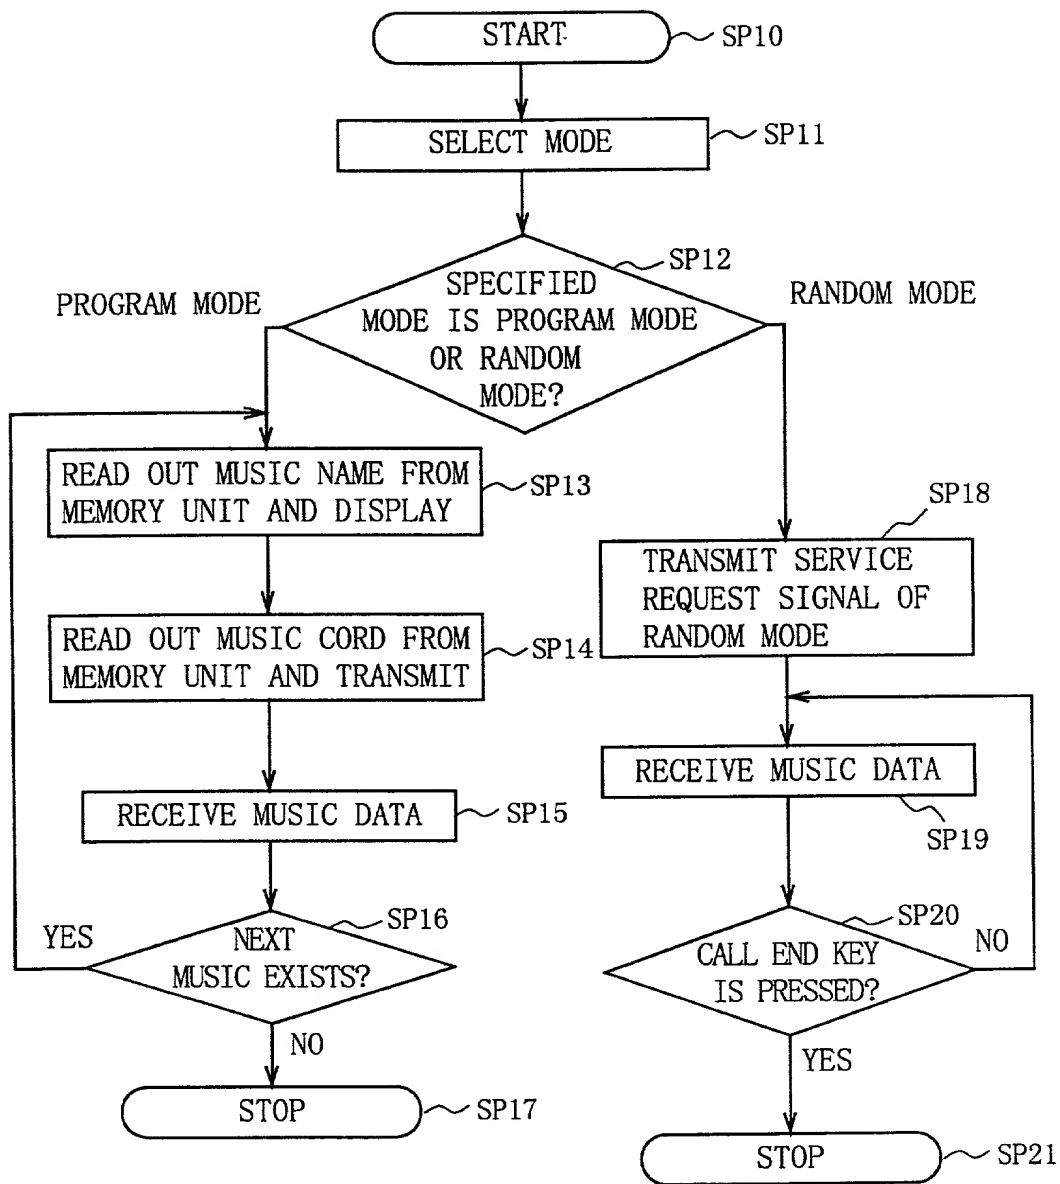 START
SP10
SELECT MODE
SP11
SP12
SPECIFIED
MODE IS PROGRAM MODE
OR RANDOM
MODE?
PROGRAM MODE
RANDOM MODE
READ OUT MUSIC NAME FROM
MEMORY UNIT AND DISPLAY
SP13
READ OUT MUSIC CORD FROM
MEMORY UNIT AND TRANSMIT
SP14
RECEIVE MUSIC DATA
SP15
SP16
NEXT
MUSIC EXISTS?
YES
NO
STOP
SP17
SP18
TRANSMIT SERVICE
REQUEST SIGNAL OF
RANDOM MODE
RECEIVE MUSIC DATA
SP19
SP20
CALL END KEY
IS PRESSED?
NO
YES
STOP
SP21